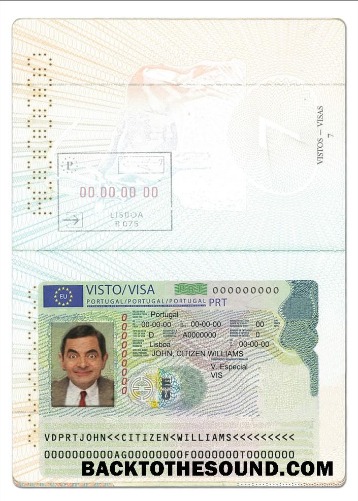 VISTOS — VISAS
7
P
00 00 00 00
LISBOA
P 075
VISTO/VISA
000000000
PORTUGAL/PORTUGAL/PORTUGAL
PRT
EU
Portugal
00-00-00
00-00-00
00
D
A0000000
0
Lisboa
00-00-00
JOHN, CITIZEN WILLIAMS
V. Especial
VIS
VDPRTJOHN<<CITIZEN<WILLIAMS<<<<<<<<<
0000000000AG00000000F0000000T0000000
BACKTOTHESOUND.COM